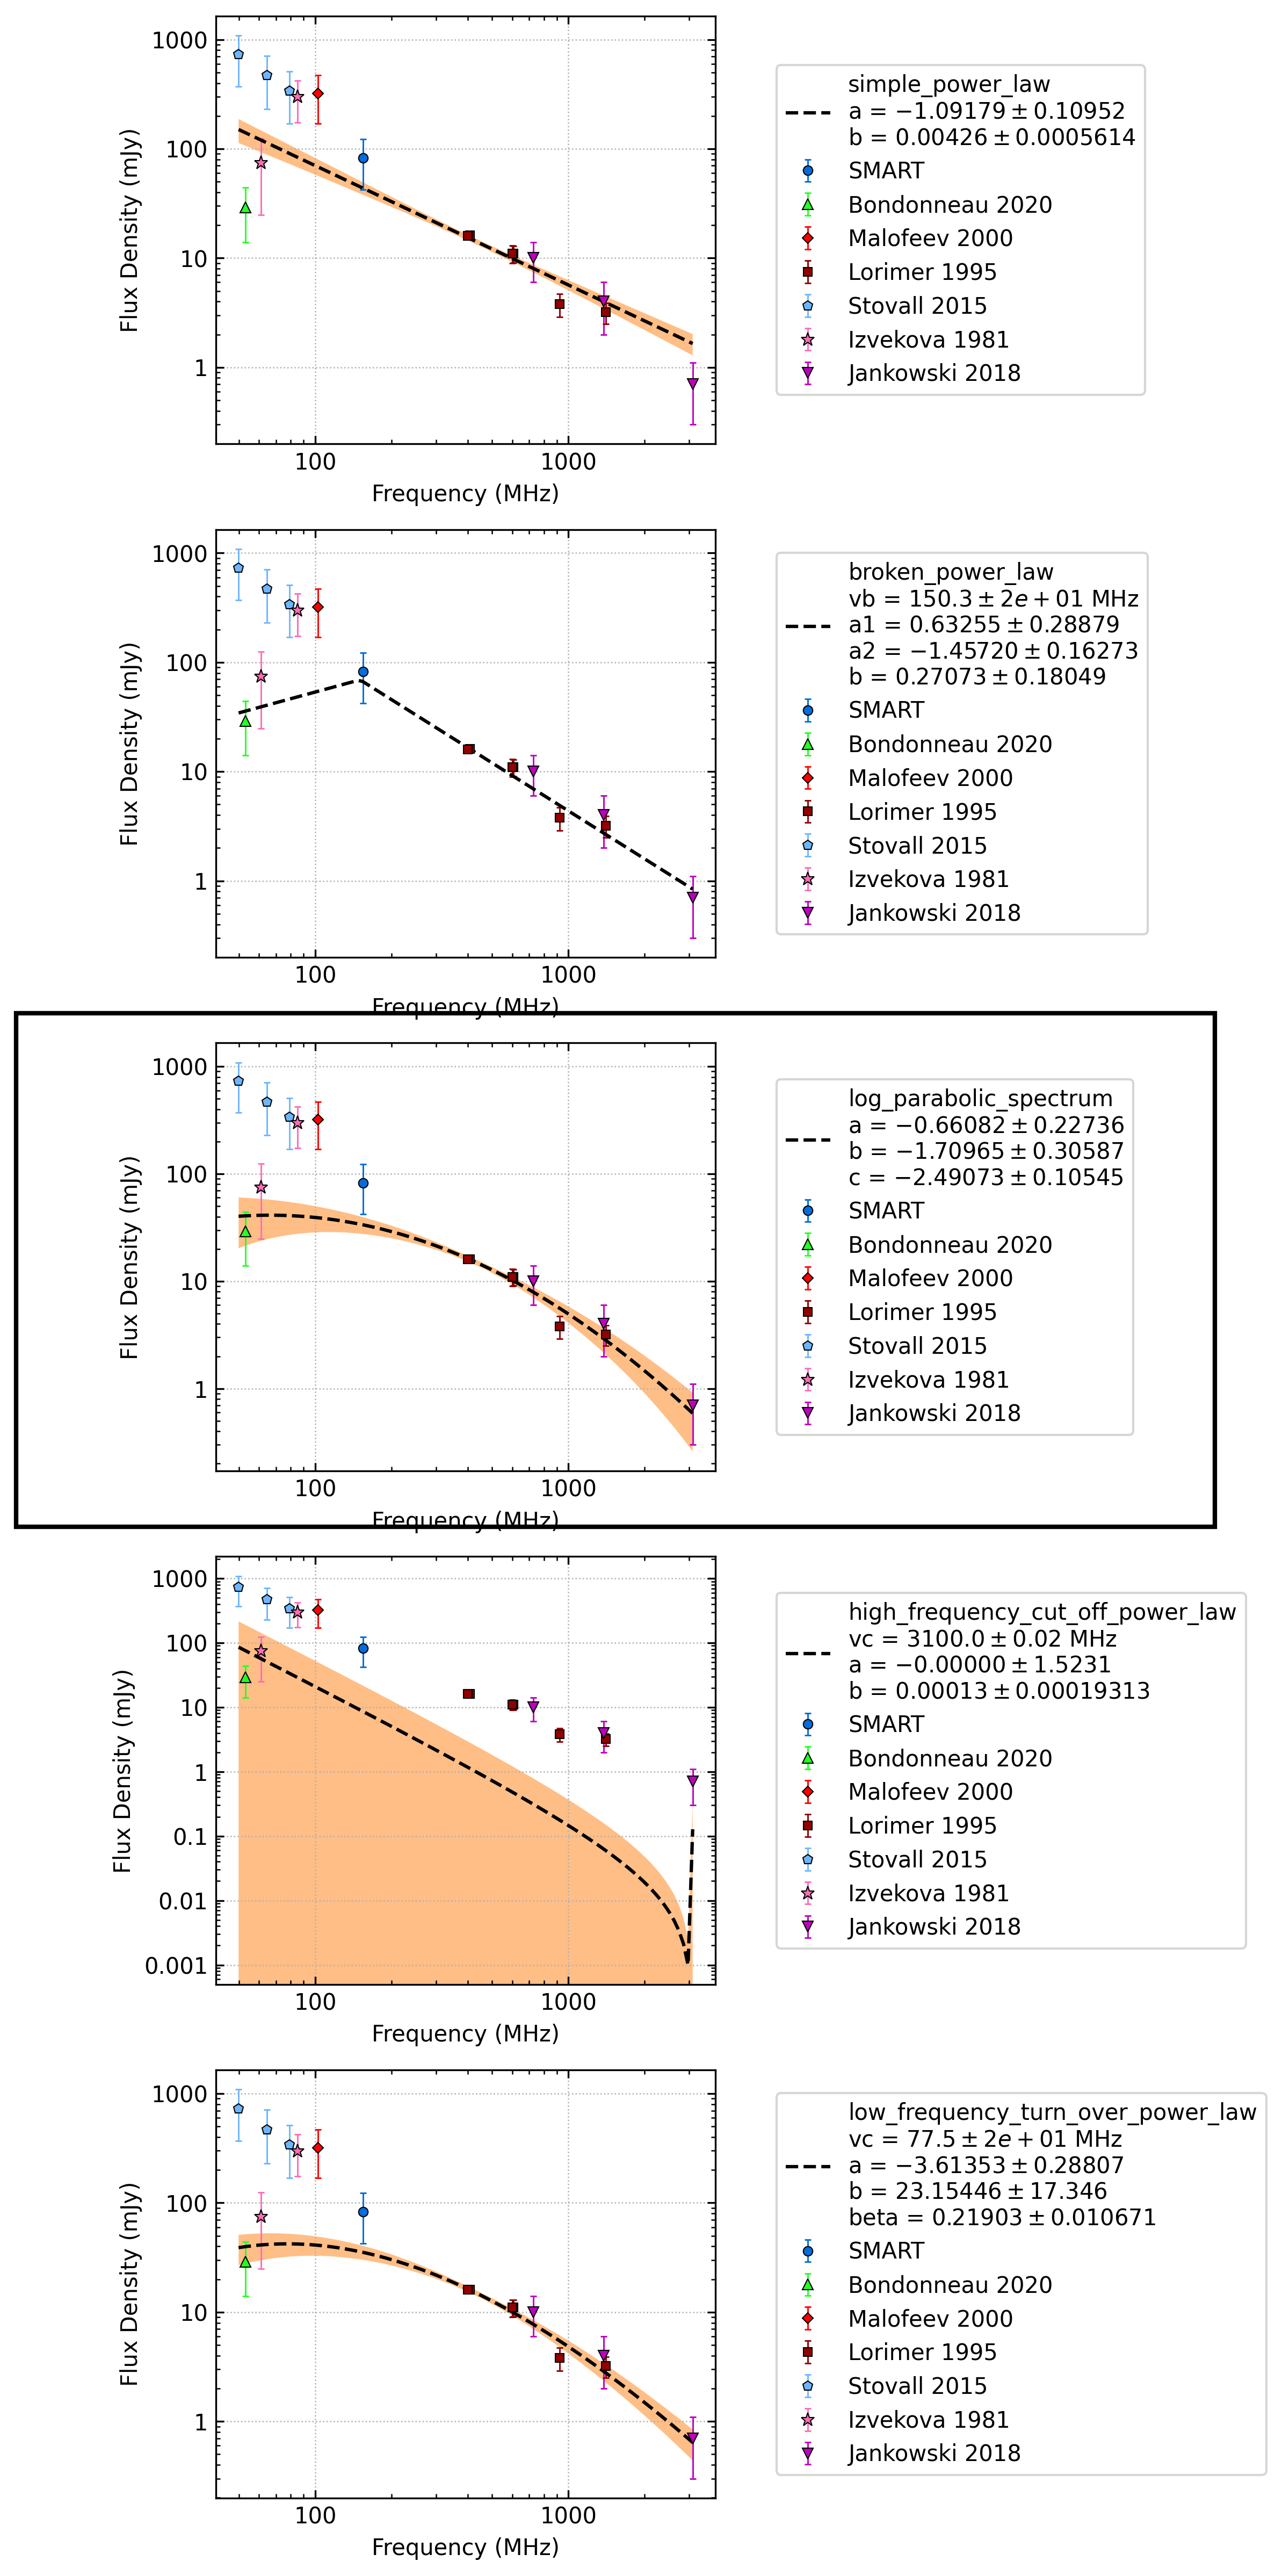 1000
100
10
1
Flux Density (mJy)
100
1000
Frequency (MHz)
simple_power_law
a = −1.09179 ± 0.10952
b = 0.00426 ± 0.0005614
SMART
Bondonneau 2020
Malofeev 2000
Lorimer 1995
Stovall 2015
Izvekova 1981
Jankowski 2018
1000
100
10
1
Flux Density (mJy)
100
1000
Frequency (MHz)
broken_power_law
vb = 150.3 ± 2e + 01 MHz
a1 = 0.63255 ± 0.28879
a2 = −1.45720 ± 0.16273
b = 0.27073 ± 0.18049
SMART
Bondonneau 2020
Malofeev 2000
Lorimer 1995
Stovall 2015
Izvekova 1981
Jankowski 2018
1000
100
10
1
Flux Density (mJy)
100
1000
Frequency (MHz)
log_parabolic_spectrum
a = −0.66082 ± 0.22736
b = −1.70965 ± 0.30587
c = −2.49073 ± 0.10545
SMART
Bondonneau 2020
Malofeev 2000
Lorimer 1995
Stovall 2015
Izvekova 1981
Jankowski 2018
1000
100
10
1
0.1
0.01
0.001
Flux Density (mJy)
100
1000
Frequency (MHz)
high_frequency_cut_off_power_law
vc = 3100.0 ± 0.02 MHz
a = −0.00000 ± 1.5231
b = 0.00013 ± 0.00019313
SMART
Bondonneau 2020
Malofeev 2000
Lorimer 1995
Stovall 2015
Izvekova 1981
Jankowski 2018
1000
100
10
1
Flux Density (mJy)
100
1000
Frequency (MHz)
low_frequency_turn_over_power_law
vc = 77.5 ± 2e + 01 MHz
a = −3.61353 ± 0.28807
b = 23.15446 ± 17.346
beta = 0.21903 ± 0.010671
SMART
Bondonneau 2020
Malofeev 2000
Lorimer 1995
Stovall 2015
Izvekova 1981
Jankowski 2018